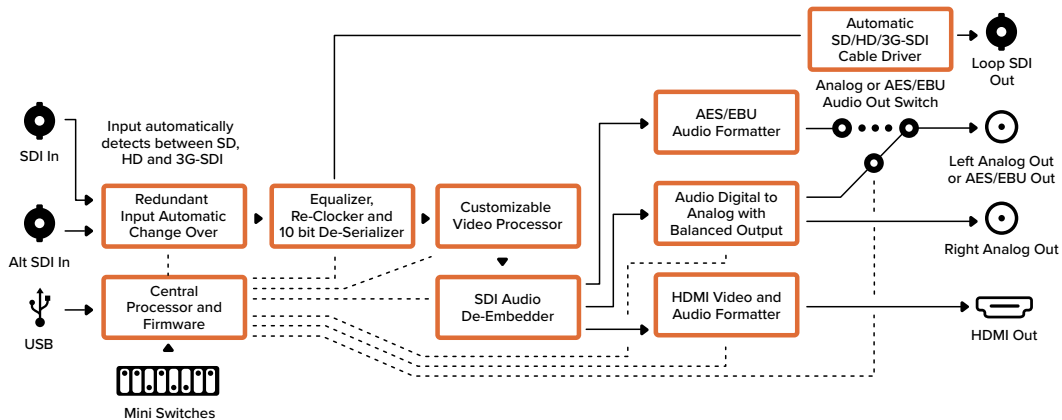 Automatic
SD/HD/3G-SDI
Cable Driver
Loop SDI
Out
Analog or AES/EBU
Audio Out Switch
SDI In
Input automatically
detects between SD,
HD and 3G-SDI
AES/EBU
Audio Formatter
Left Analog Out
or AES/EBU Out
Alt SDI In
Redundant
Input Automatic
Change Over
Equalizer,
Re-Clocker and
10 bit De-Serializer
Customizable
Video Processor
Audio Digital to
Analog with
Balanced Output
Right Analog Out
USB
Central
Processor and
Firmware
SDI Audio
De-Embedder
HDMI Video and
Audio Formatter
HDMI Out
Mini Switches